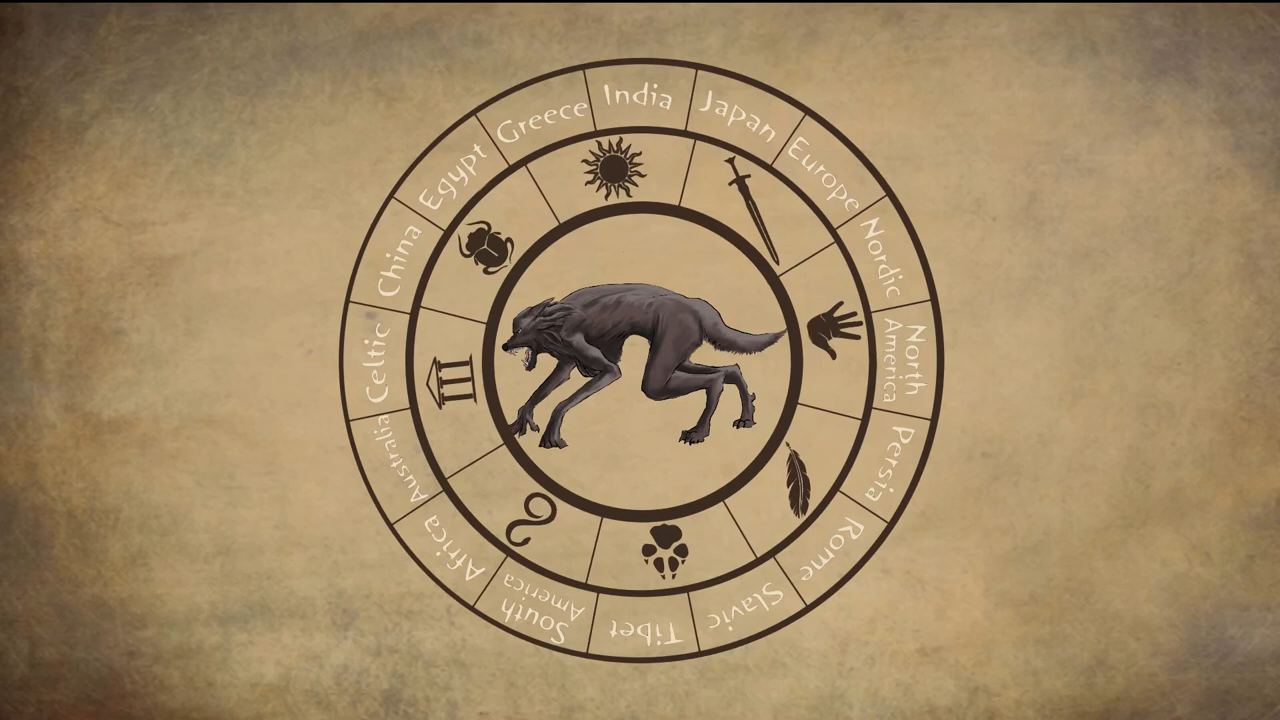 India
Japan
Europe
Nordic
North
America
Persia
Rome
Slavic
Tibet
South
America
Africa
Australia
Celtic
China
Egypt
Greece